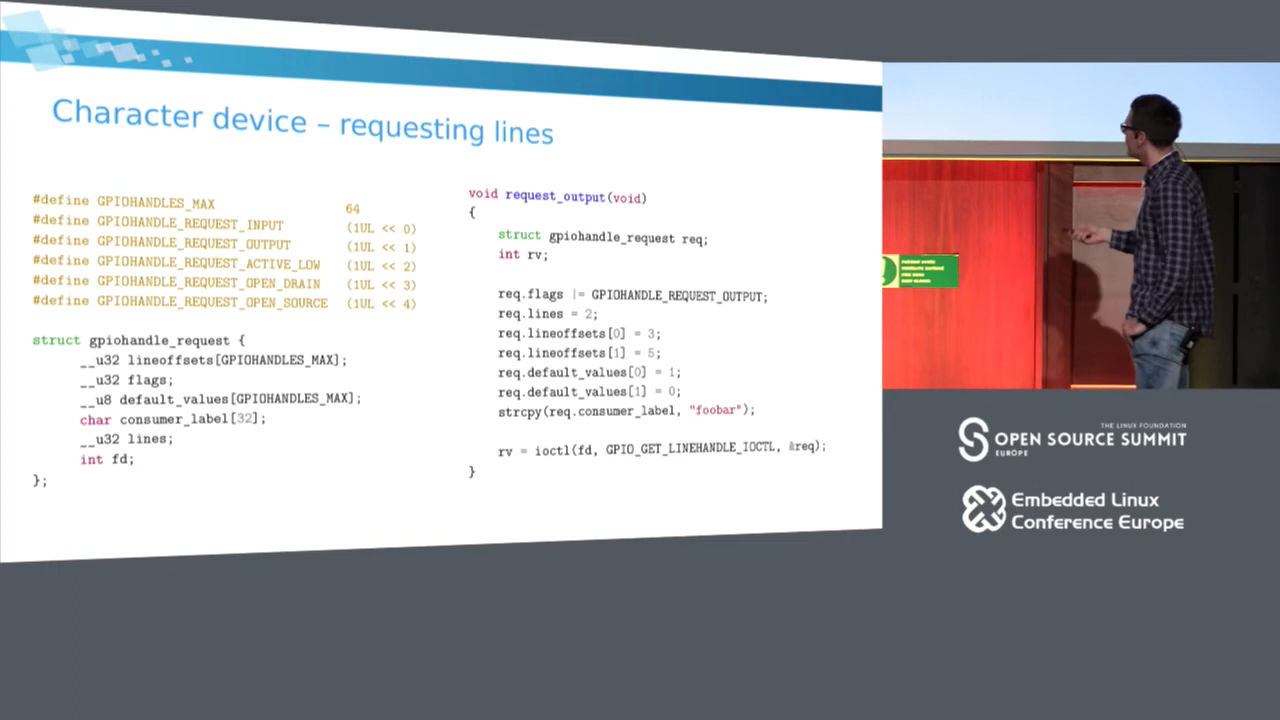 Character device – requesting lines
#define GPIOHANDLES_MAX 64
#define GPIOHANDLE_REQUEST_INPUT (1UL << 0)
#define GPIOHANDLE_REQUEST_OUTPUT (1UL << 1)
#define GPIOHANDLE_REQUEST_ACTIVE_LOW (1UL << 2)
#define GPIOHANDLE_REQUEST_OPEN_DRAIN (1UL << 3)
#define GPIOHANDLE_REQUEST_OPEN_SOURCE (1UL << 4)
struct gpiohandle_request {
__u32 lineoffsets[GPIOHANDLES_MAX];
__u32 flags;
__u8 default_values[GPIOHANDLES_MAX];
char consumer_label[32];
__u32 lines;
int fd;
};
void request_output(void)
{
struct gpiohandle_request req;
int rv;
req.flags |= GPIOHANDLE_REQUEST_OUTPUT;
req.lines = 2;
req.lineoffsets[0] = 3;
req.lineoffsets[1] = 5;
req.default_values[0] = 1;
req.default_values[1] = 0;
strcpy(req.consumer_label, "foobar");
rv = ioctl(fd, GPIO_GET_LINEHANDLE_IOCTL, &req);
}
THE LINUX FOUNDATION
OPEN SOURCE SUMMIT
EUROPE
Embedded Linux
Conference Europe